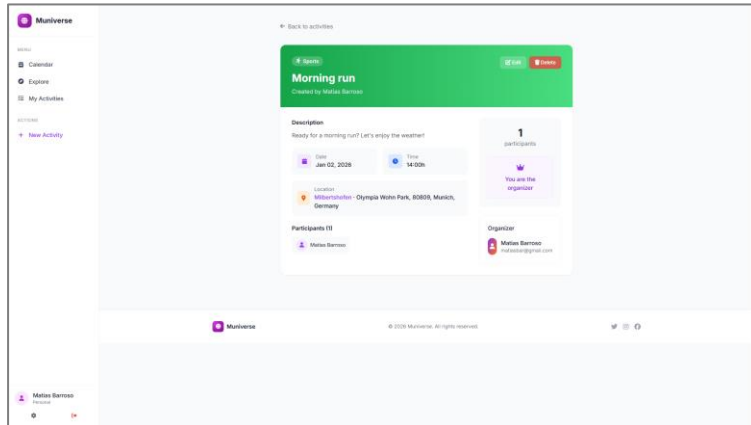 Muniverse
MENU
Calendar
Explore
My Activities
ACTIONS
+ New Activity
Matias Barroso
Personal
← Back to activities
Sports
Edit
Delete
Morning run
Created by Matias Barroso
Description
Ready for a morning run? Let's enjoy the weather!
Date
Jan 02, 2026
Time
14:00h
Location
Milbertshofen · Olympia Wohn Park, 80809, Munich,
Germany
Participants (1)
Matias Barroso
1
participants
You are the
organizer
Organizer
Matias Barroso
Muniverse
© 2026 Muniverse. All rights reserved.